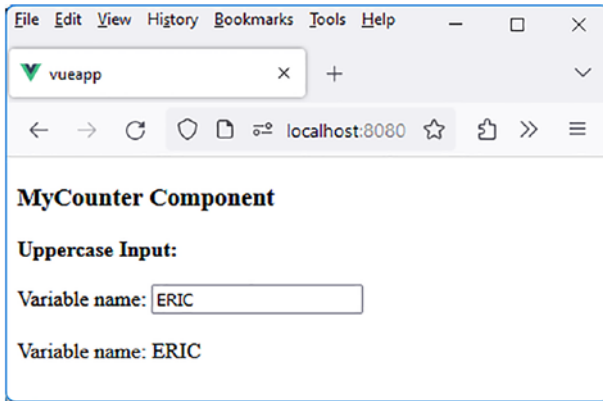 File Edit View History Bookmarks Tools Help
vueapp
localhost:8080
MyCounter Component
Uppercase Input:
Variable name: ERIC
Variable name: ERIC